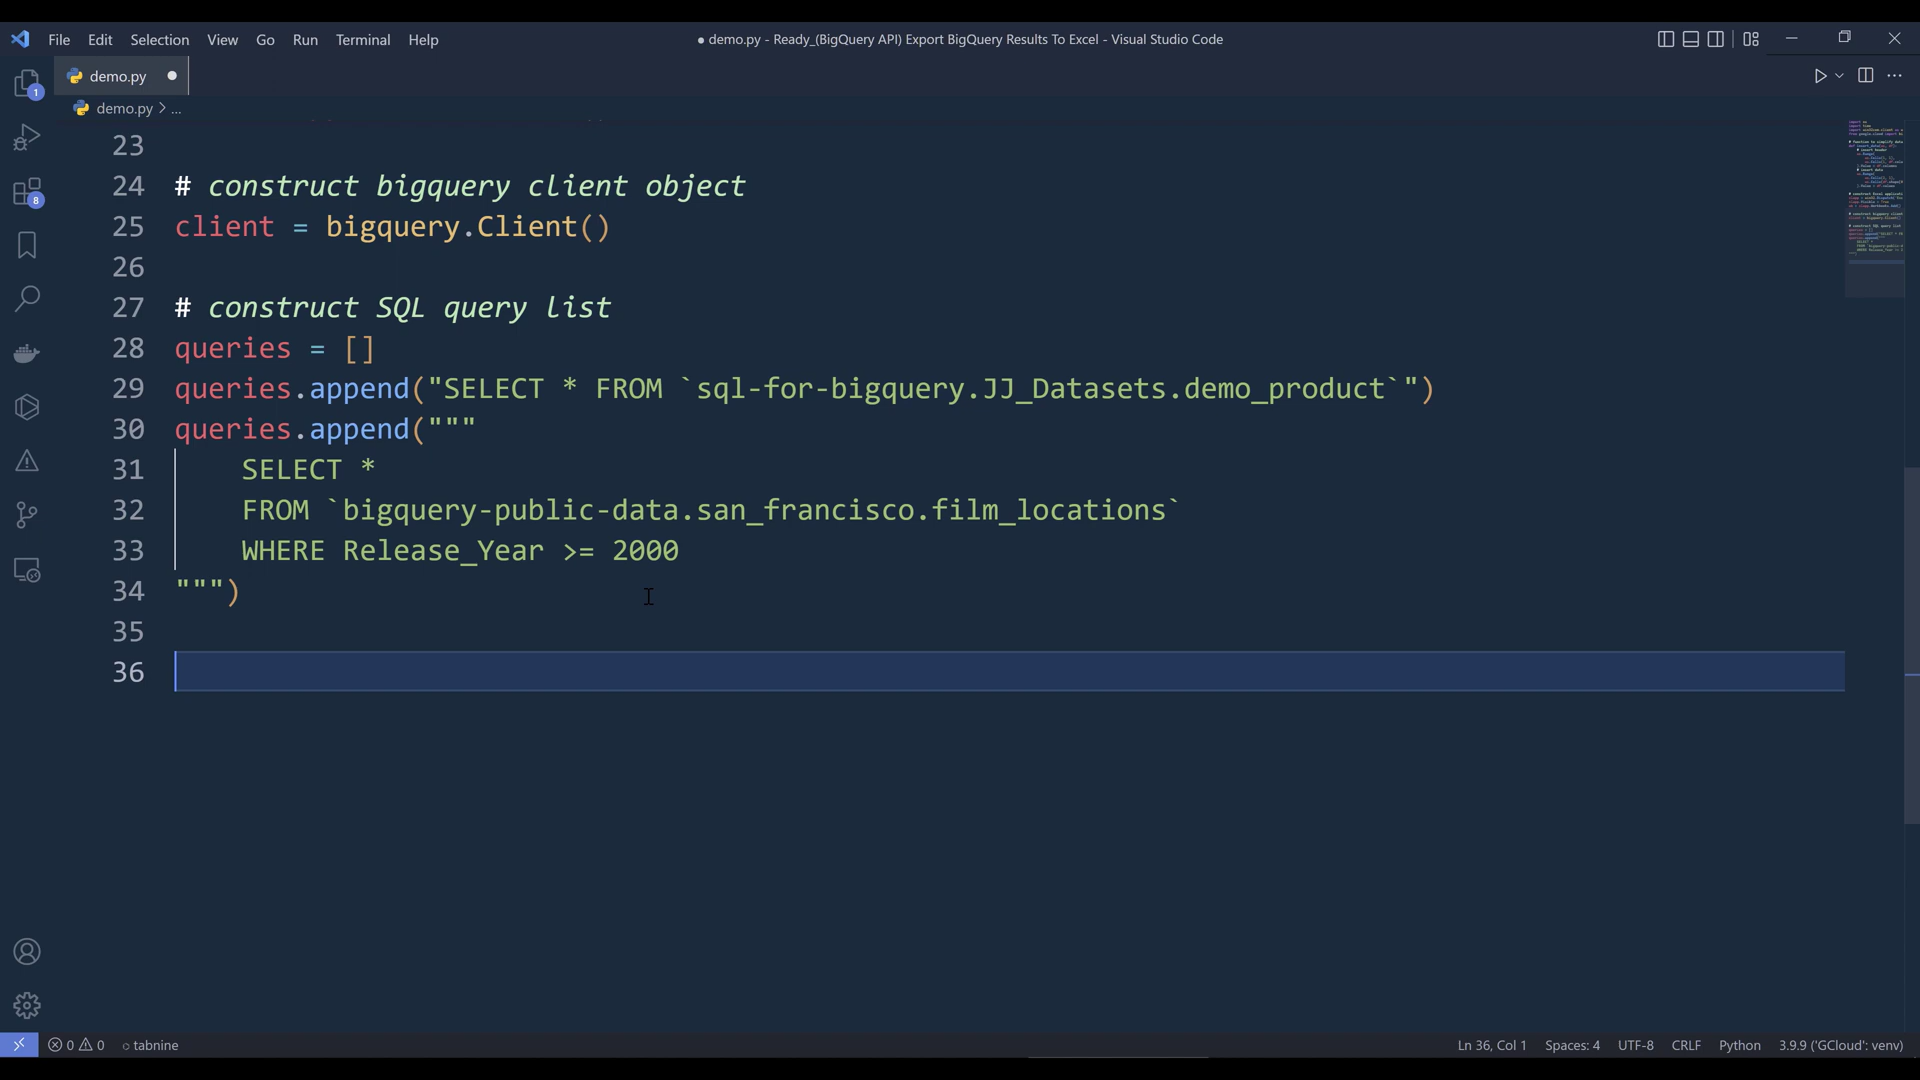 File Edit Selection View Go Run Terminal Help
● demo.py - Ready_(BigQuery API) Export BigQuery Results To Excel - Visual Studio Code
demo.py
demo.py > ...
1
8
23
24 # construct bigquery client object
25 client = bigquery.Client()
26
27 # construct SQL query list
28 queries = []
29 queries.append("SELECT * FROM `sql-for-bigquery.JJ_Datasets.demo_product`")
30 queries.append("""
31 SELECT *
32 FROM `bigquery-public-data.san_francisco.film_locations`
33 WHERE Release_Year >= 2000
34 """)
35
36
0 0 tabnine
Ln 36, Col 1 Spaces: 4 UTF-8 CRLF Python 3.9.9 ('GCloud': venv)